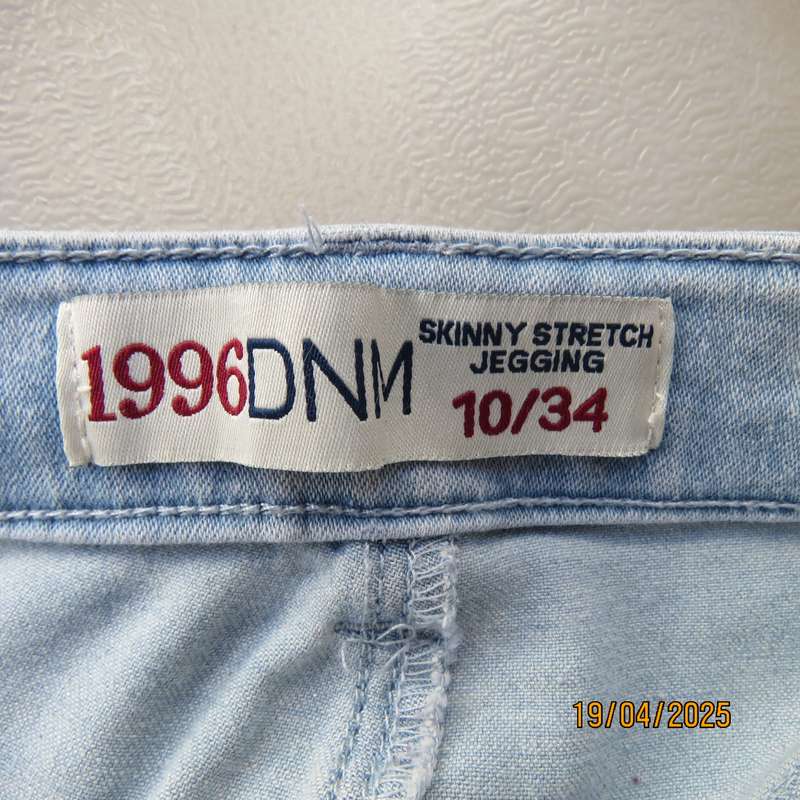 1996DNM
SKINNY STRETCH
JEGGING
10/34
19/04/2025